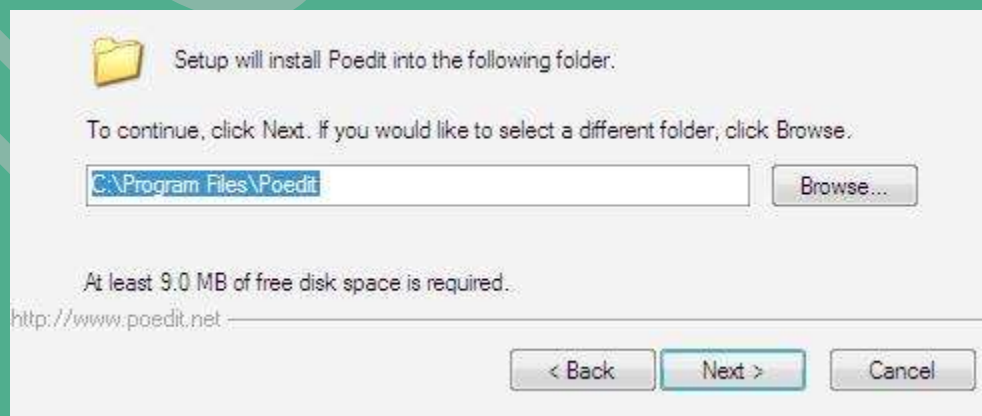 Setup will install Poedit into the following folder.
To continue, click Next. If you would like to select a different folder, click Browse.
C:\Program Files\Poedit
Browse...
At least 9.0 MB of free disk space is required.
http://www.poedit.net
< Back Next > Cancel